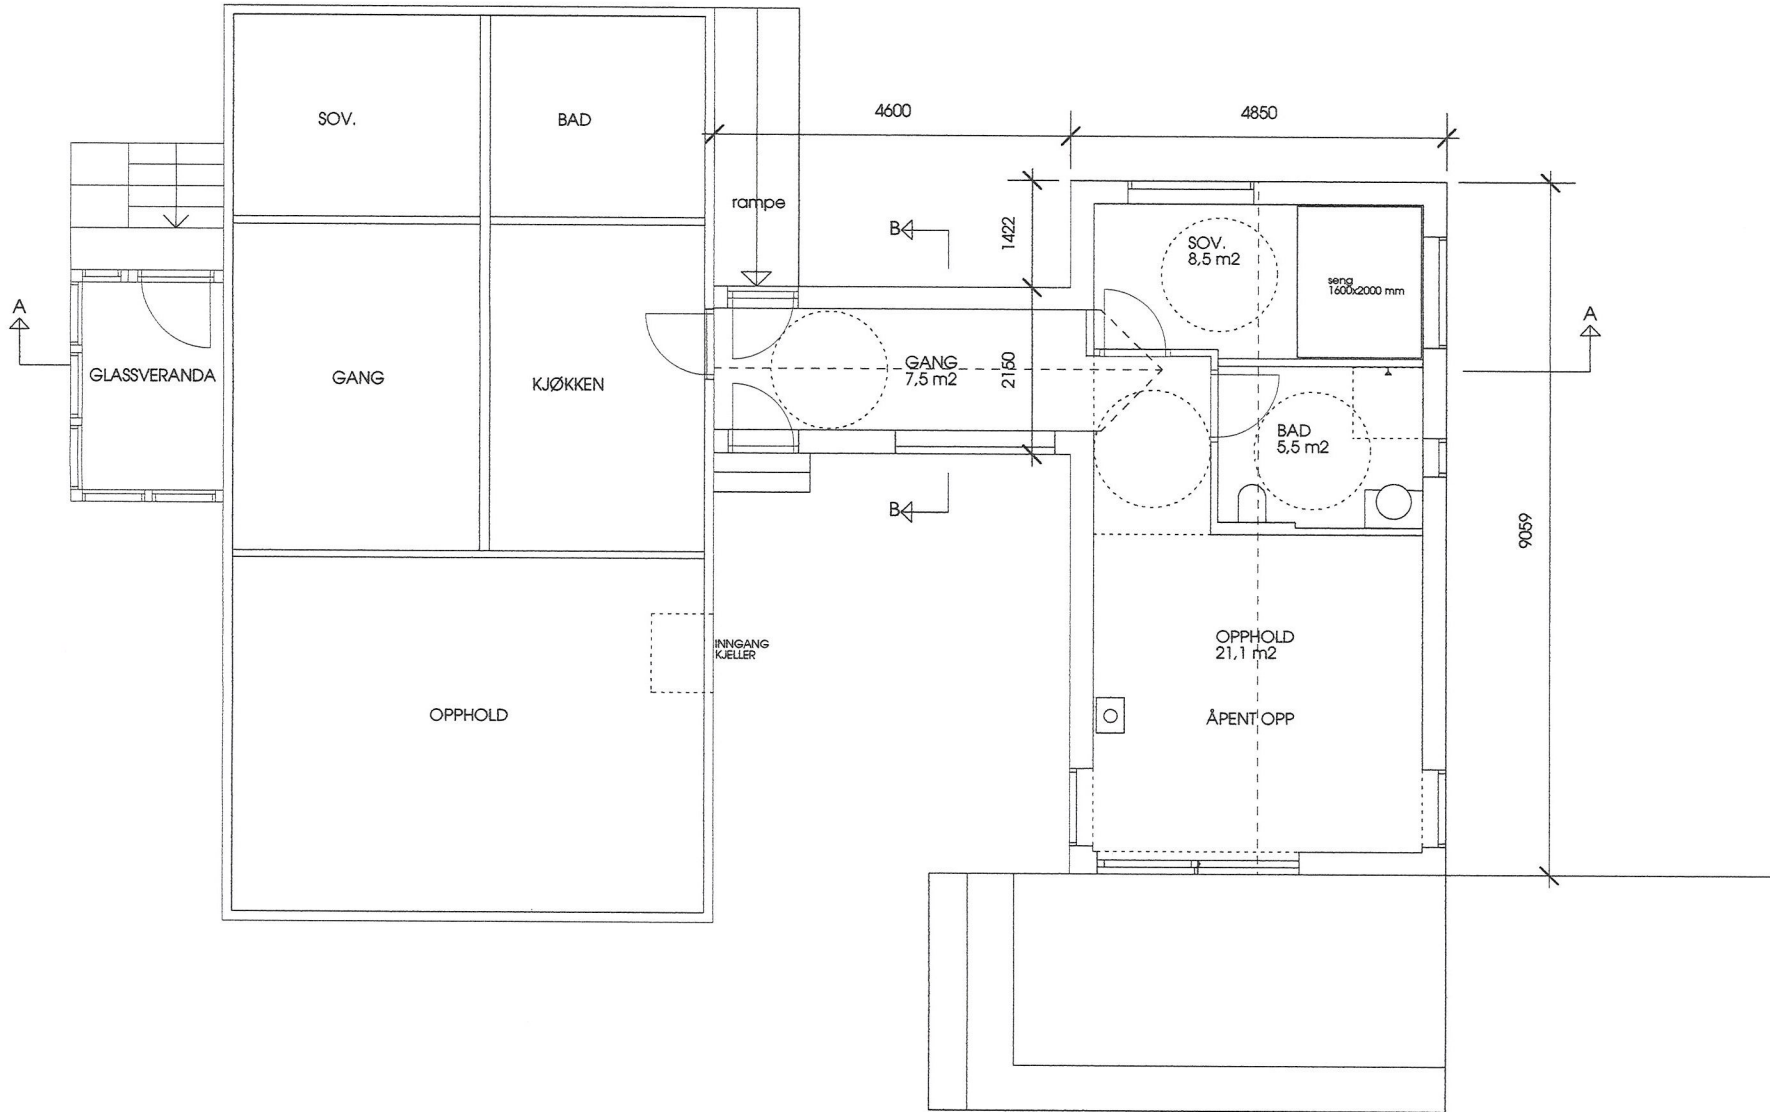 4600
4850
SOV.
BAD
rampe
B
1422
SOV.
8,5 m2
seng
1600x2000 mm
A
A
GLASSVERANDA
GANG
KJØKKEN
GANG
7,5 m2
2150
BAD
5,5 m2
B
9059
INNGANG
KJELLER
OPPHOLD
21,1 m2
OPPHOLD
ÅPENT OPP